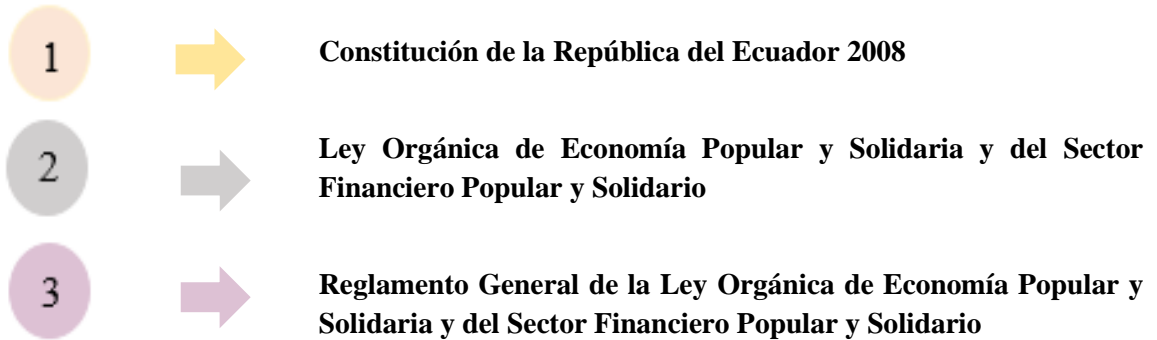 1
Constitución de la República del Ecuador 2008
2
Ley Orgánica de Economía Popular y Solidaria y del Sector
Financiero Popular y Solidario
3
Reglamento General de la Ley Orgánica de Economía Popular y
Solidaria y del Sector Financiero Popular y Solidario